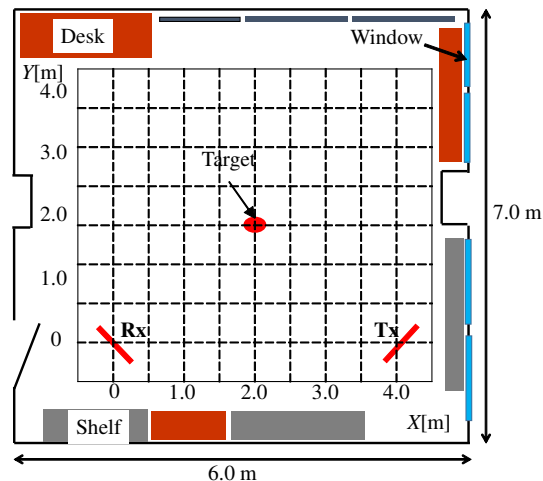 Desk
Window
Y[m]
4.0
3.0
Target
2.0
7.0 m
1.0
Rx
Tx
0
0
1.0
2.0
3.0
4.0
X[m]
Shelf
6.0 m